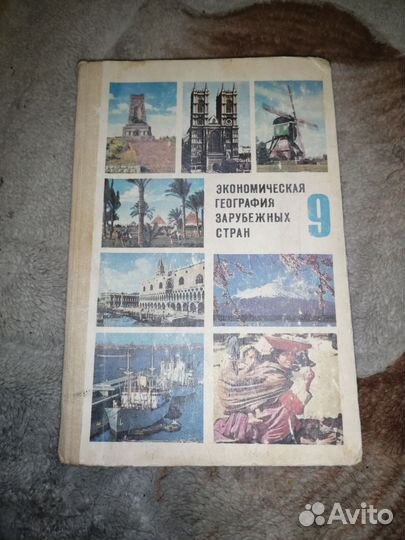 ЭКОНОМИЧЕСКАЯ
ГЕОГРАФИЯ
ЗАРУБЕЖНЫХ
СТРАН
9
Avito